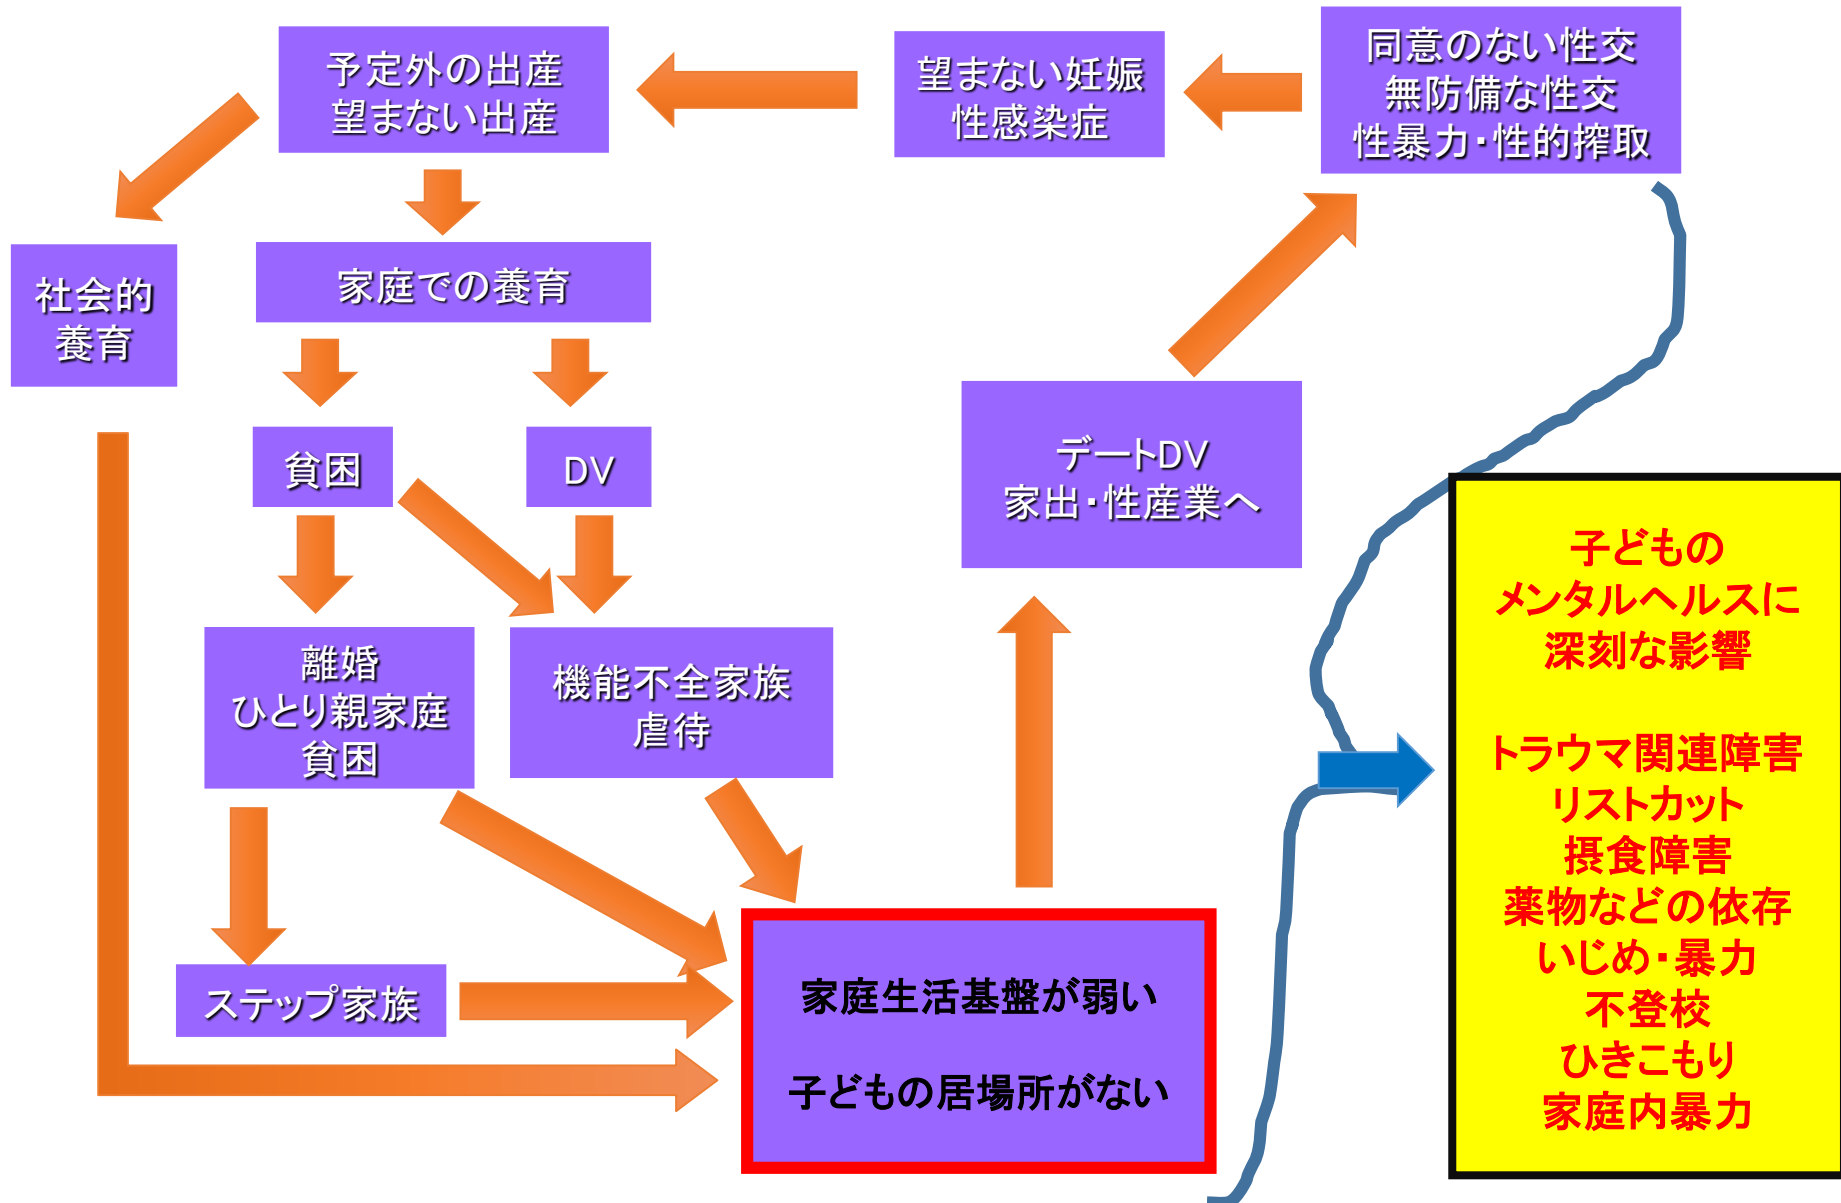 予定外の出産
望まない出産
望まない妊娠
性感染症
同意のない性交
無防備な性交
性暴力・性的搾取
社会的
養育
家庭での養育
貧困
DV
デートDV
家出・性産業へ
離婚
ひとり親家庭
貧困
機能不全家族
虐待
ステップ家族
家庭生活基盤が弱い
子どもの居場所がない
子どもの
メンタルヘルスに
深刻な影響
トラウマ関連障害
リストカット
摂食障害
薬物などの依存
いじめ・暴力
不登校
ひきこもり
家庭内暴力